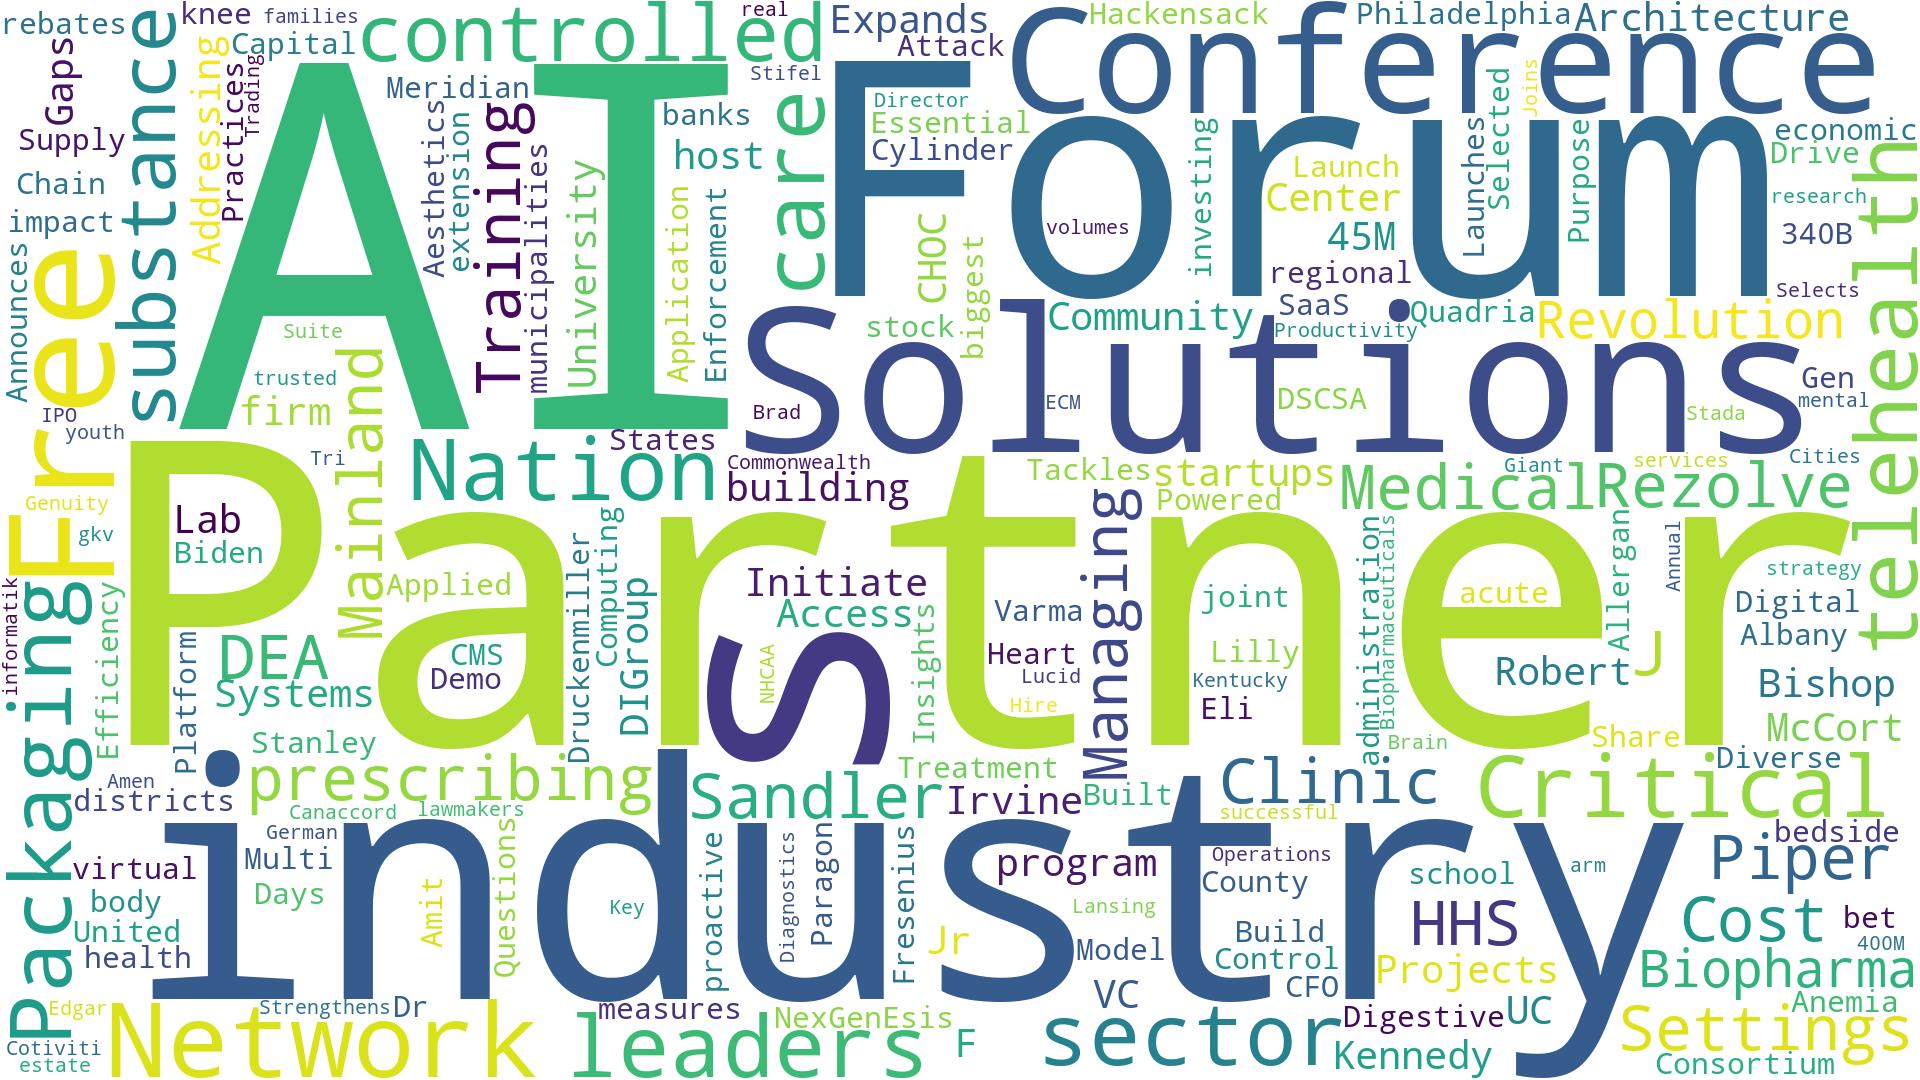 rebates
knee
families
real
Expands
Hackensack
Philadelphia
Architecture
Capital
controlled
Attack
Conference
Gaps
substance
Addressing
Practices
Trading
AI
Meridian
Stifel
Director
Essential
Cylinder
Forum
Joins
economic
Drive
Supply
Chain
impact
Aesthetics
extension
Training
municipalities
University
banks
host
Application
Enforcement
care
CHOC
biggest
volumes
investing
Launch
Center
45M
regional
Launches
Selected
Purpose
research
340B
telehealth
Announces
Free
Suite
trusted
firm
Mainland
SaaS
Community
Productivity
Quadria
Selects
Revolution
stock
Solutions
Brad
ECM
DSCSA
Gen
mental
Stada
IPO
youth
Tri
Nation
States
Commonwealth
building
Tackles
startups
Powered
Giant
services
Cities
Medical
Rezolve
Genuity
gkv
Lab
Biden
Partner
Applied
Druckenmiller
Computing
DIGroup
Initiate
Access
Insights
Varma
Managing
joint
administration
Biopharmaceuticals
acute
Allergan
Annual
strategy
Digital
Albany
informatik
Packaging
Efficiency
Platform
DEA
Systems
CMS
Demo
s
NHCAA
Heart
Lucid
Hire
Lilly
Kentucky
Eli
Robert
J
Bishop
McCort
Stanley
Brain
Share
Diverse
Amen
districts
prescribing
Canaccord
lawmakers
Sandler
Treatment
Irvine
Built
Clinic
successful
Critical
industry
German
Multi
Days
virtual
body
United
health
Amit
Questions
Key
proactive
Diagnostics
Paragon
Fresenius
Jr
program
Operations
County
Lansing
Model
Build
Control
CFO
VC
school
arm
HHS
Projects
bedside
Piper
Cost
bet
400M
Biopharma
Anemia
Edgar
Cotiviti
estate
Network
Strengthens
Dr
measures
leaders
NexGenEsis
F
sector
Digestive
UC
Kennedy
Settings
Consortium